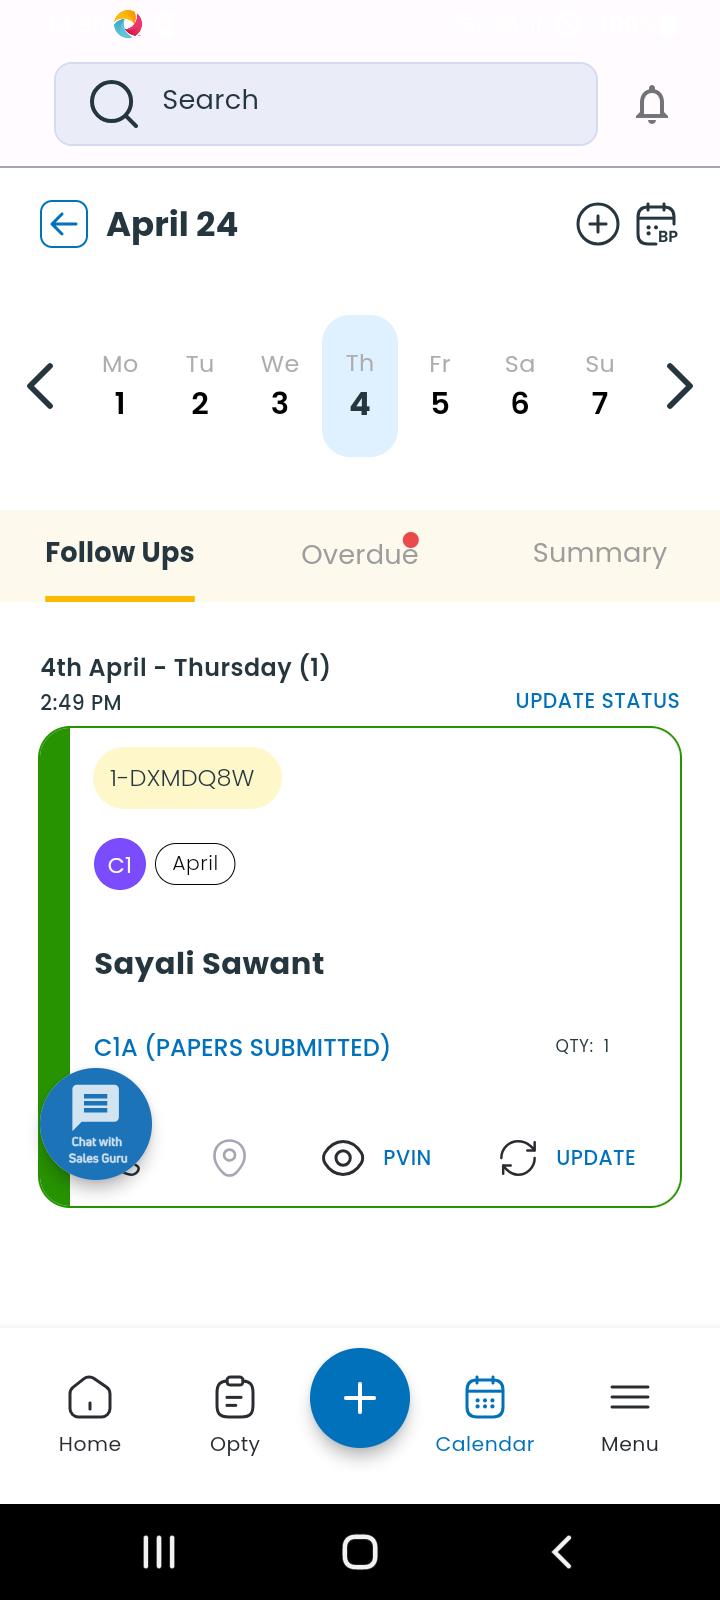 Search
April 24
BP
Mo Tu We Th Fr Sa Su
1 2 3 4 5 6 7
Follow Ups Overdue Summary
4th April - Thursday (1)
2:49 PM
UPDATE STATUS
1-DXMDQ8W
C1 April
Sayali Sawant
C1A (PAPERS SUBMITTED)
QTY: 1
Chat with
Sales Guru
PVIN
UPDATE
Home Opty Calendar Menu